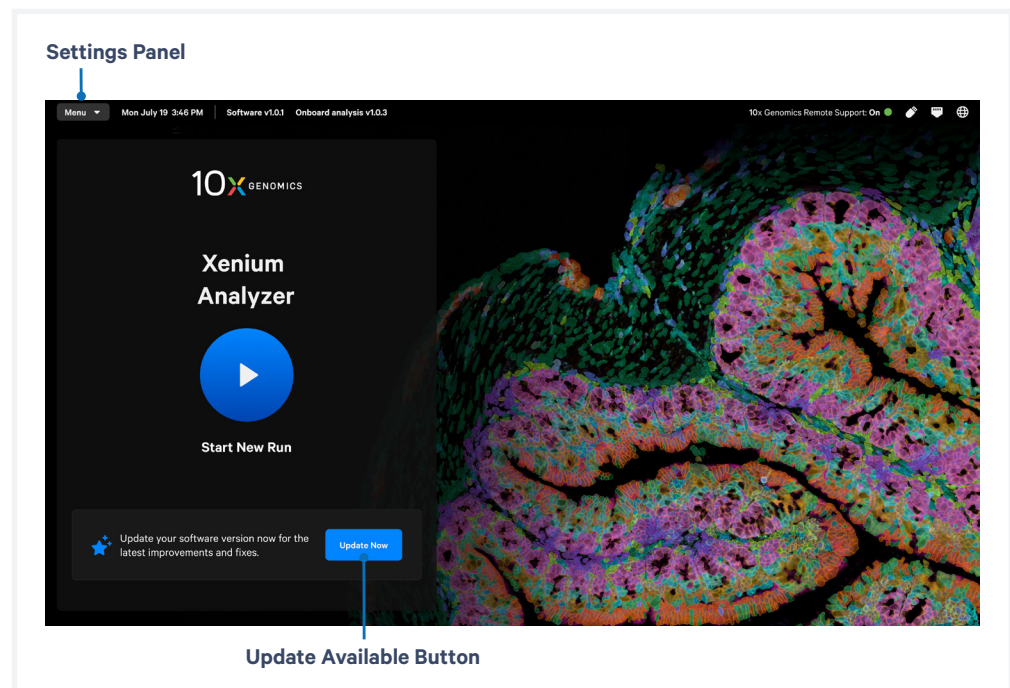 Settings Panel
Menu Mon July 19 3:46 PM Software v1.0.1 Onboard analysis v1.0.3 10x Genomics Remote Support: On
10X GENOMICS
Xenium
Analyzer
Start New Run
Update your software version now for the
latest improvements and fixes.
Update Now
Update Available Button